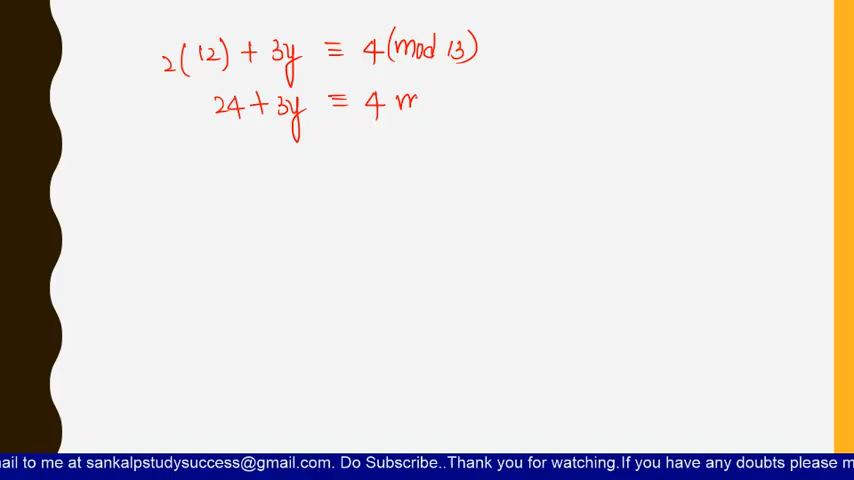 2(12) + 3y ≡ 4(mod 13)
24 + 3y ≡ 4 m
ail to me at sankalpstudysuccess@gmail.com. Do Subscribe..Thank you for watching.If you have any doubts please m